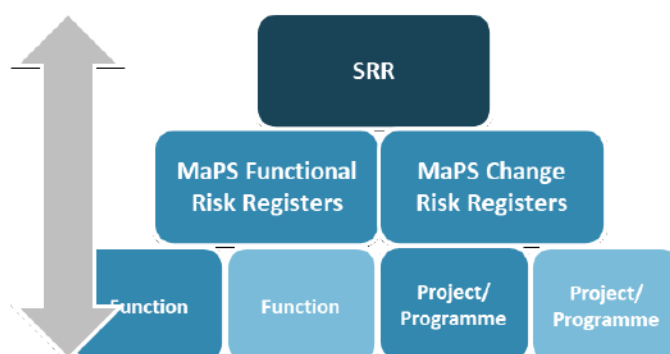 SRR
MaPS Functional
Risk Registers
MaPS Change
Risk Registers
Function
Function
Project/
Programme
Project/
Programme